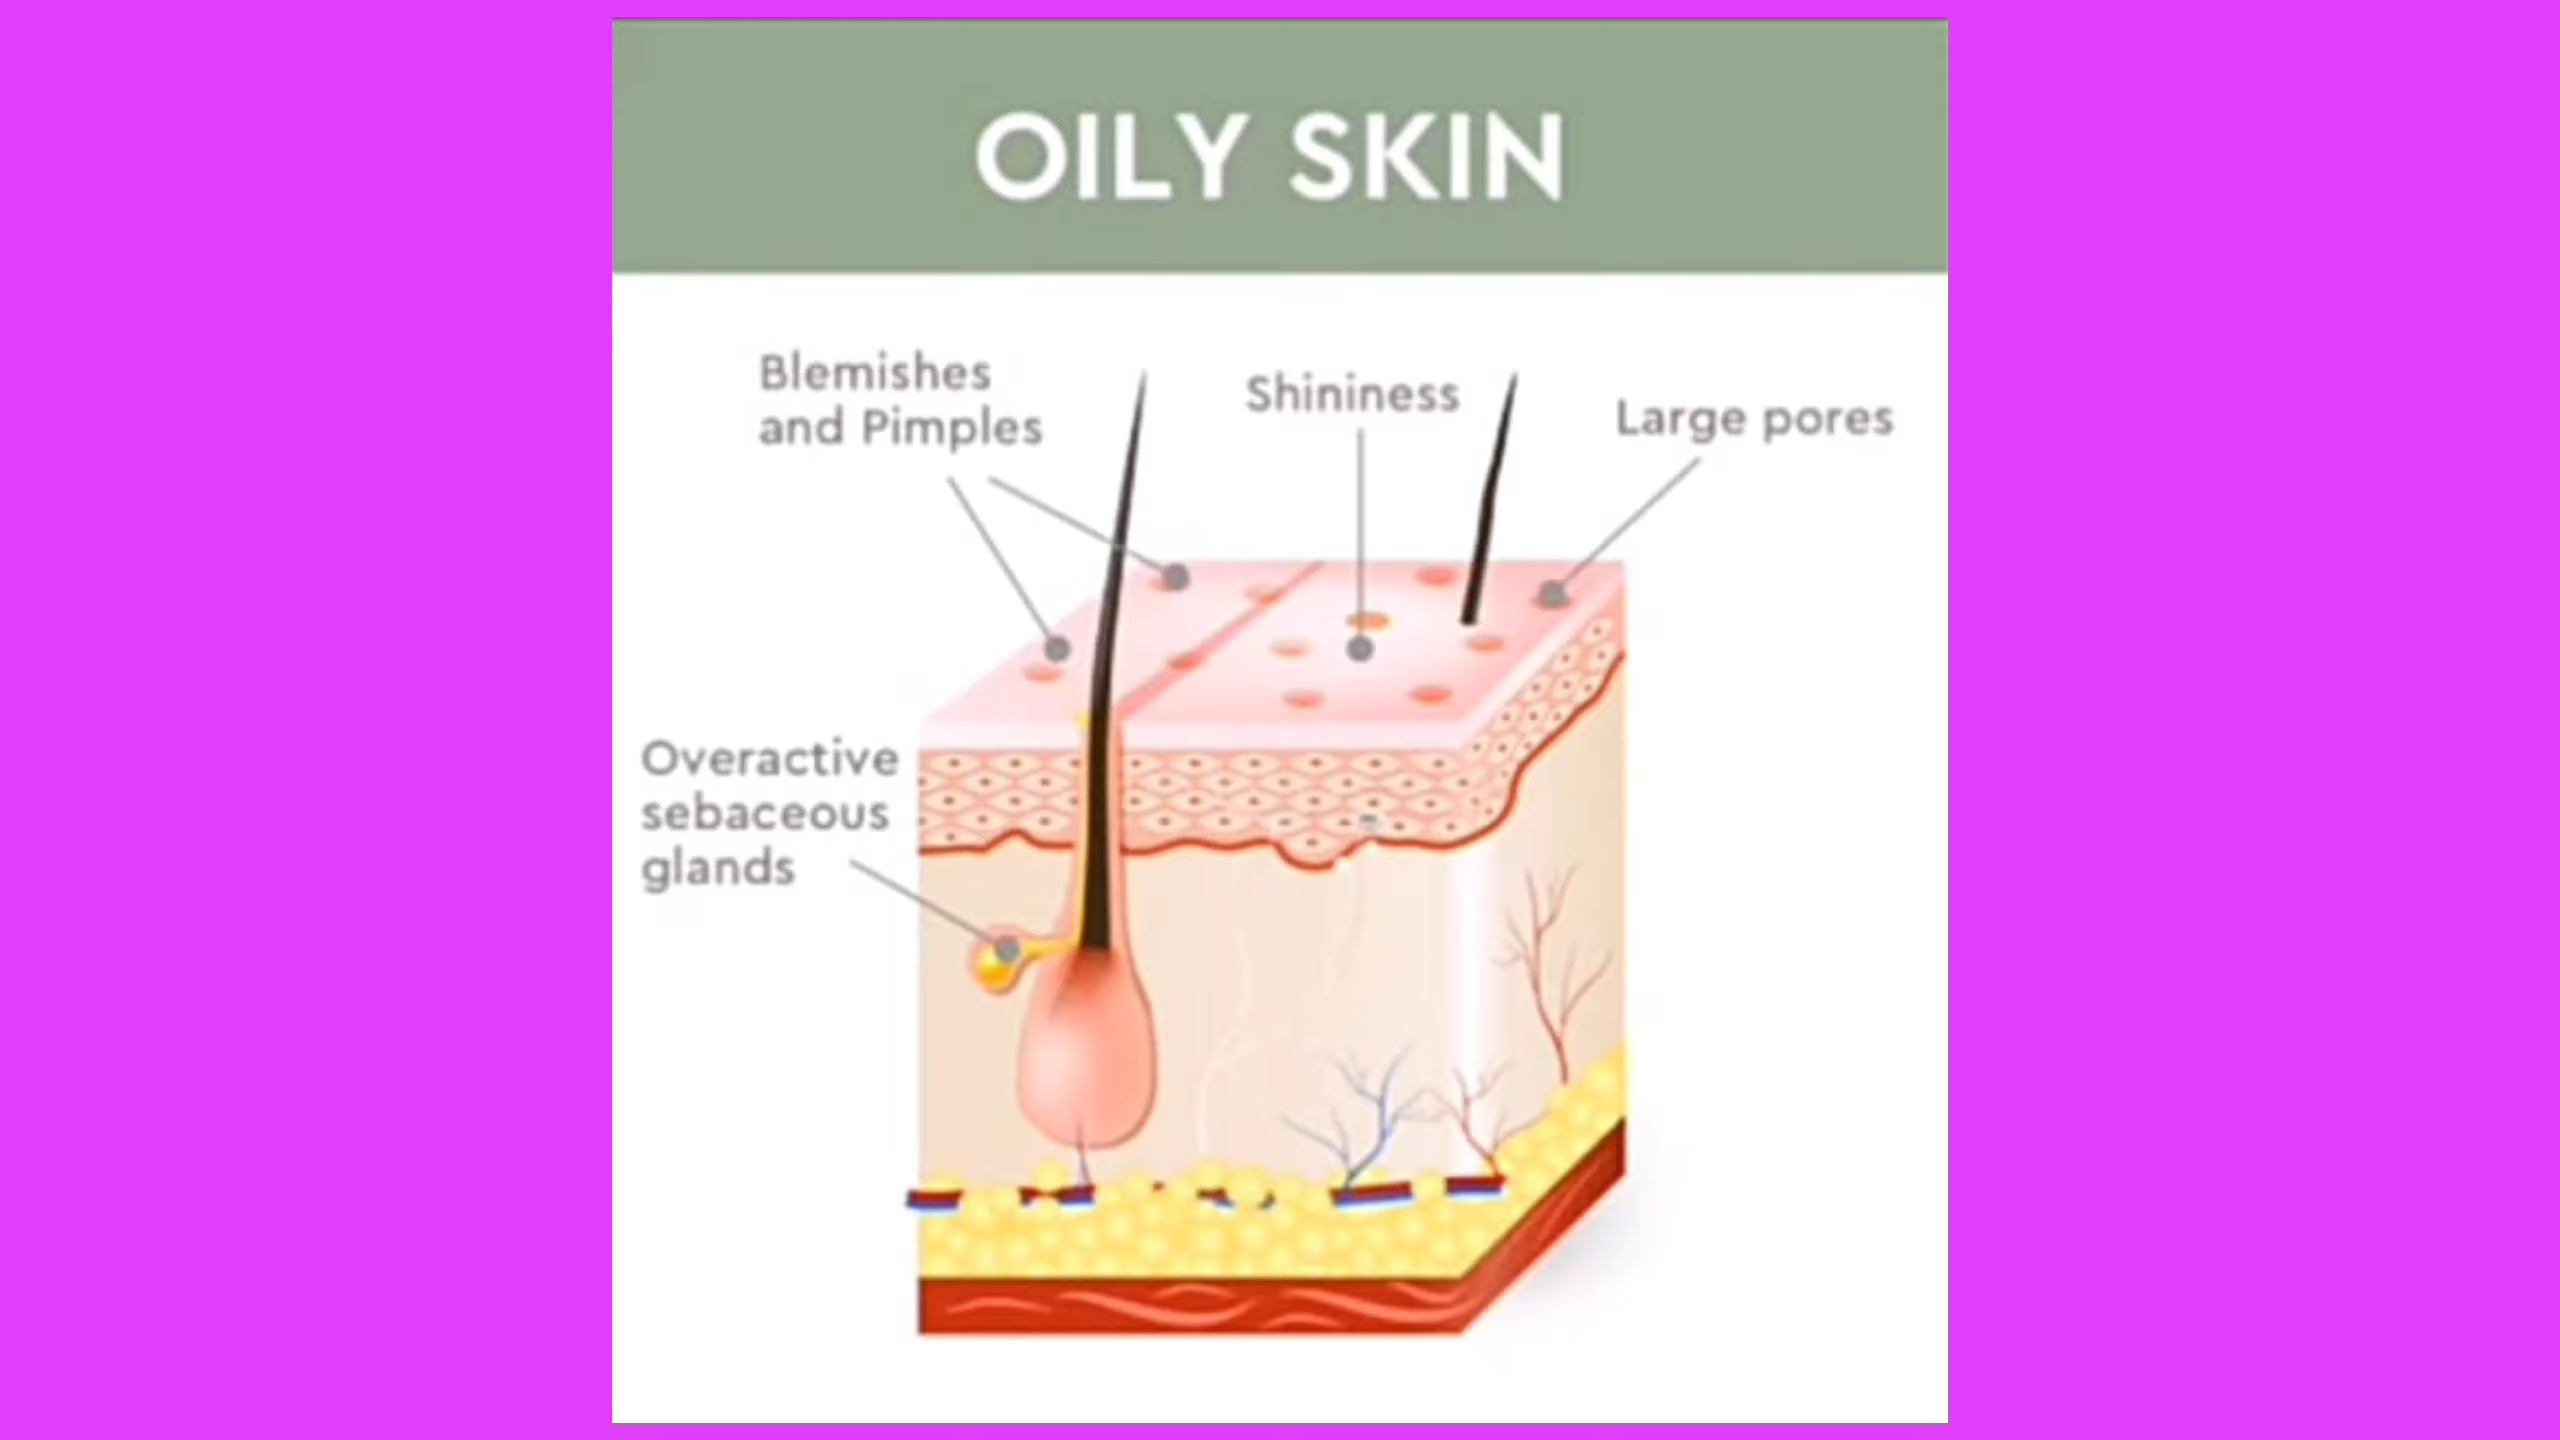 OILY SKIN
Blemishes
and Pimples
Shininess
Large pores
Overactive
sebaceous
glands